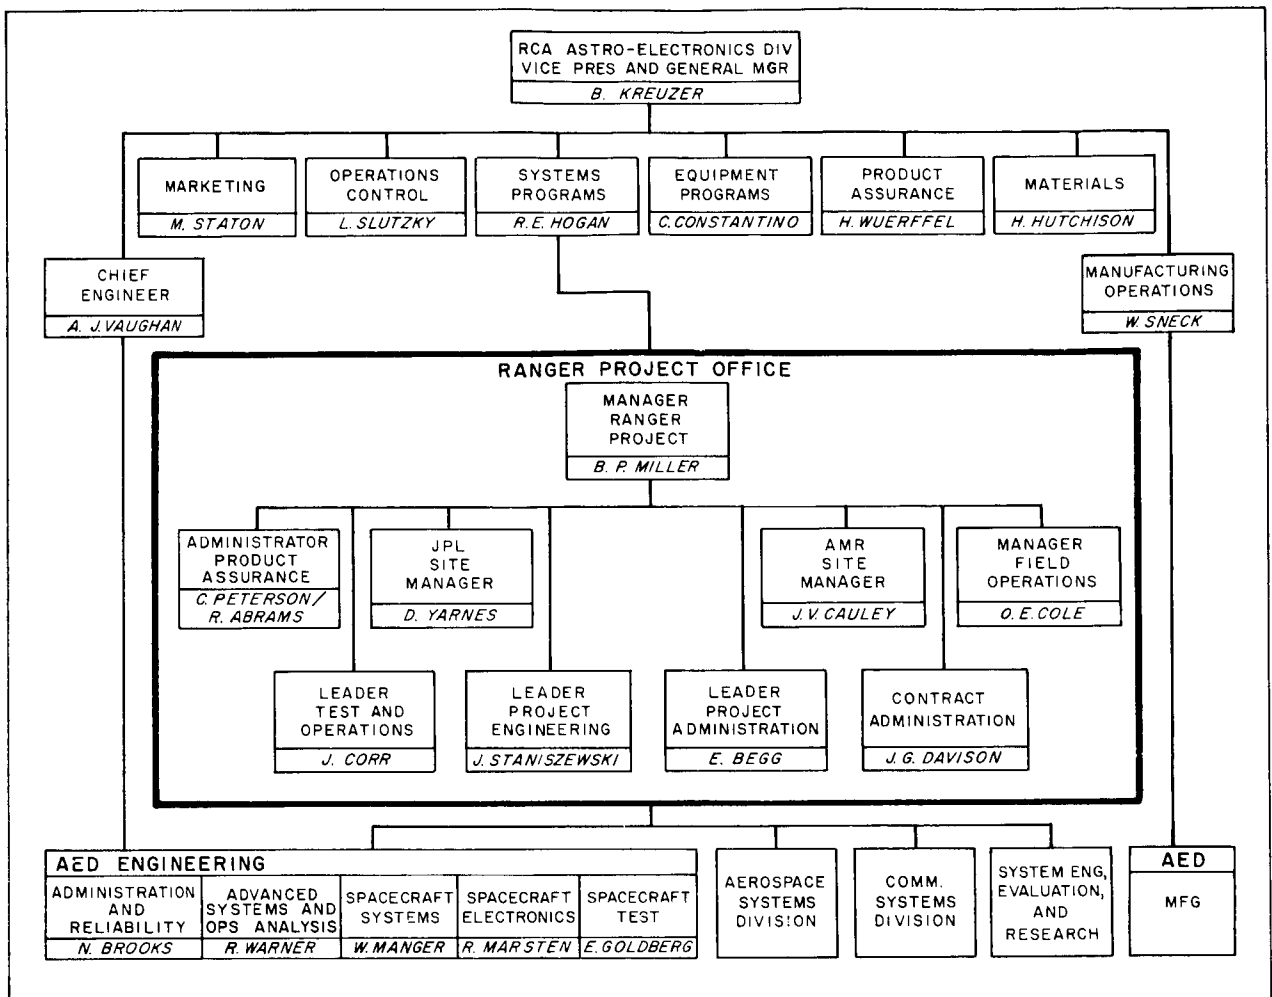 RCA ASTRO-ELECTRONICS DIV
VICE PRES AND GENERAL MGR
B. KREUZER
MARKETING
M. STATON
OPERATIONS
CONTROL
L. SLUTZKY
SYSTEMS
PROGRAMS
R.E. HOGAN
EQUIPMENT
PROGRAMS
C. CONSTANTINO
PRODUCT
ASSURANCE
H. WUERFFEL
MATERIALS
H. HUTCHISON
CHIEF
ENGINEER
A. J. VAUGHAN
MANUFACTURING
OPERATIONS
W. SNECK
RANGER PROJECT OFFICE
MANAGER
RANGER
PROJECT
B. P. MILLER
ADMINISTRATOR
PRODUCT
ASSURANCE
C. PETERSON/
R. ABRAMS
JPL
SITE
MANAGER
D. YARNES
AMR
SITE
MANAGER
J. V. CAULEY
MANAGER
FIELD
OPERATIONS
O. E. COLE
LEADER
TEST AND
OPERATIONS
J. CORR
LEADER
PROJECT
ENGINEERING
J. STANISZEWSKI
LEADER
PROJECT
ADMINISTRATION
E. BEGG
CONTRACT
ADMINISTRATION
J. G. DAVISON
AED ENGINEERING
ADMINISTRATION
AND
RELIABILITY
N. BROOKS
ADVANCED
SYSTEMS AND
OPS ANALYSIS
R. WARNER
SPACECRAFT
SYSTEMS
W. MANGER
SPACECRAFT
ELECTRONICS
R. MARSTEN
SPACECRAFT
TEST
E. GOLDBERG
AEROSPACE
SYSTEMS
DIVISION
COMM.
SYSTEMS
DIVISION
SYSTEM ENG,
EVALUATION,
AND
RESEARCH
AED
MFG